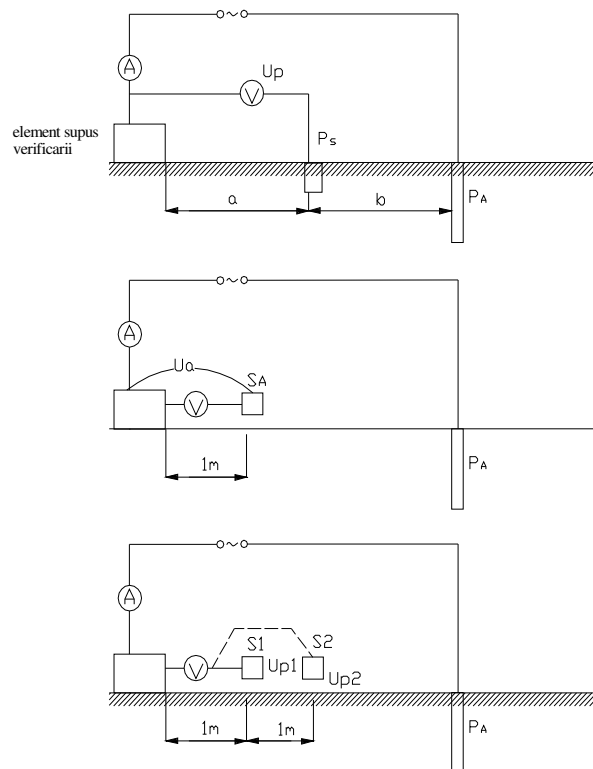 A
Up
V
element supus
verificarii
Ps
a
b
PA
A
Ua
SA
V
1m
PA
A
S1
S2
V
Up1
Up2
1m
1m
PA